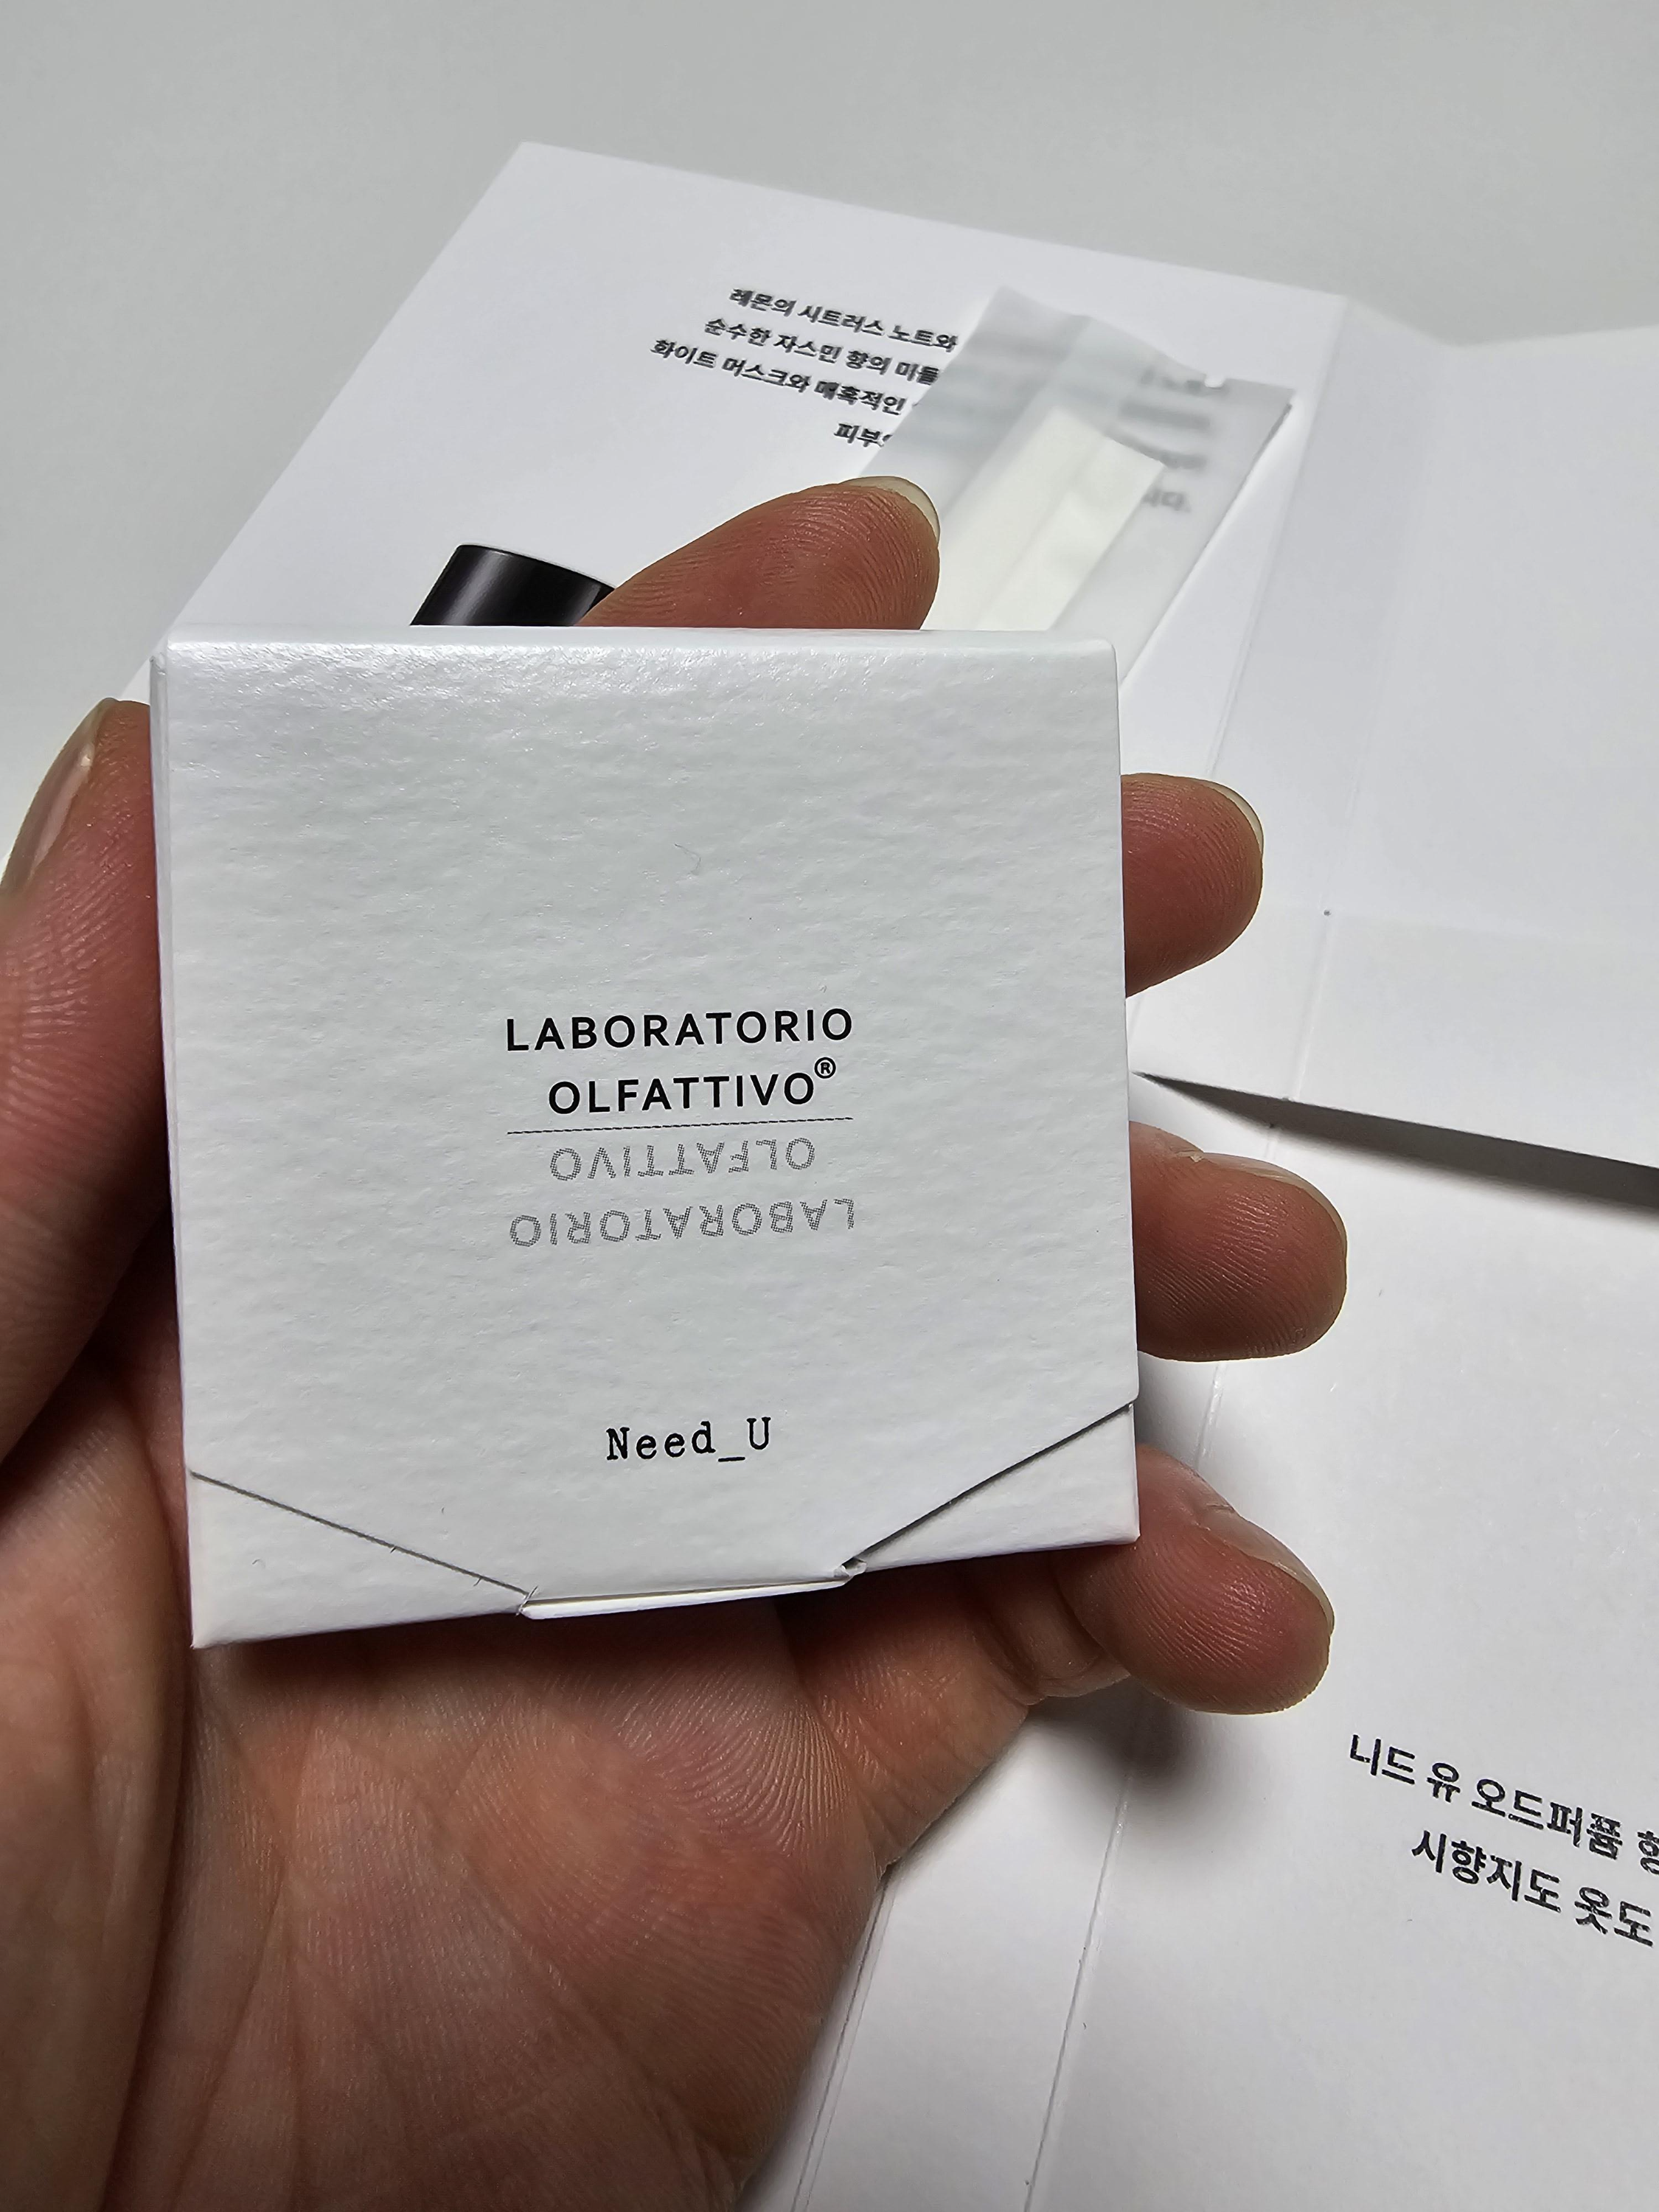 레몬의 시트러스 노트와
순수한 자스민 향의
화이트 머스크와 매혹적인
LABORATORIO
OLFATTIVO®
OLFATTIVO
LABORATORIO
Need_U
니드 유 오드퍼퓸
시향지도 옷도